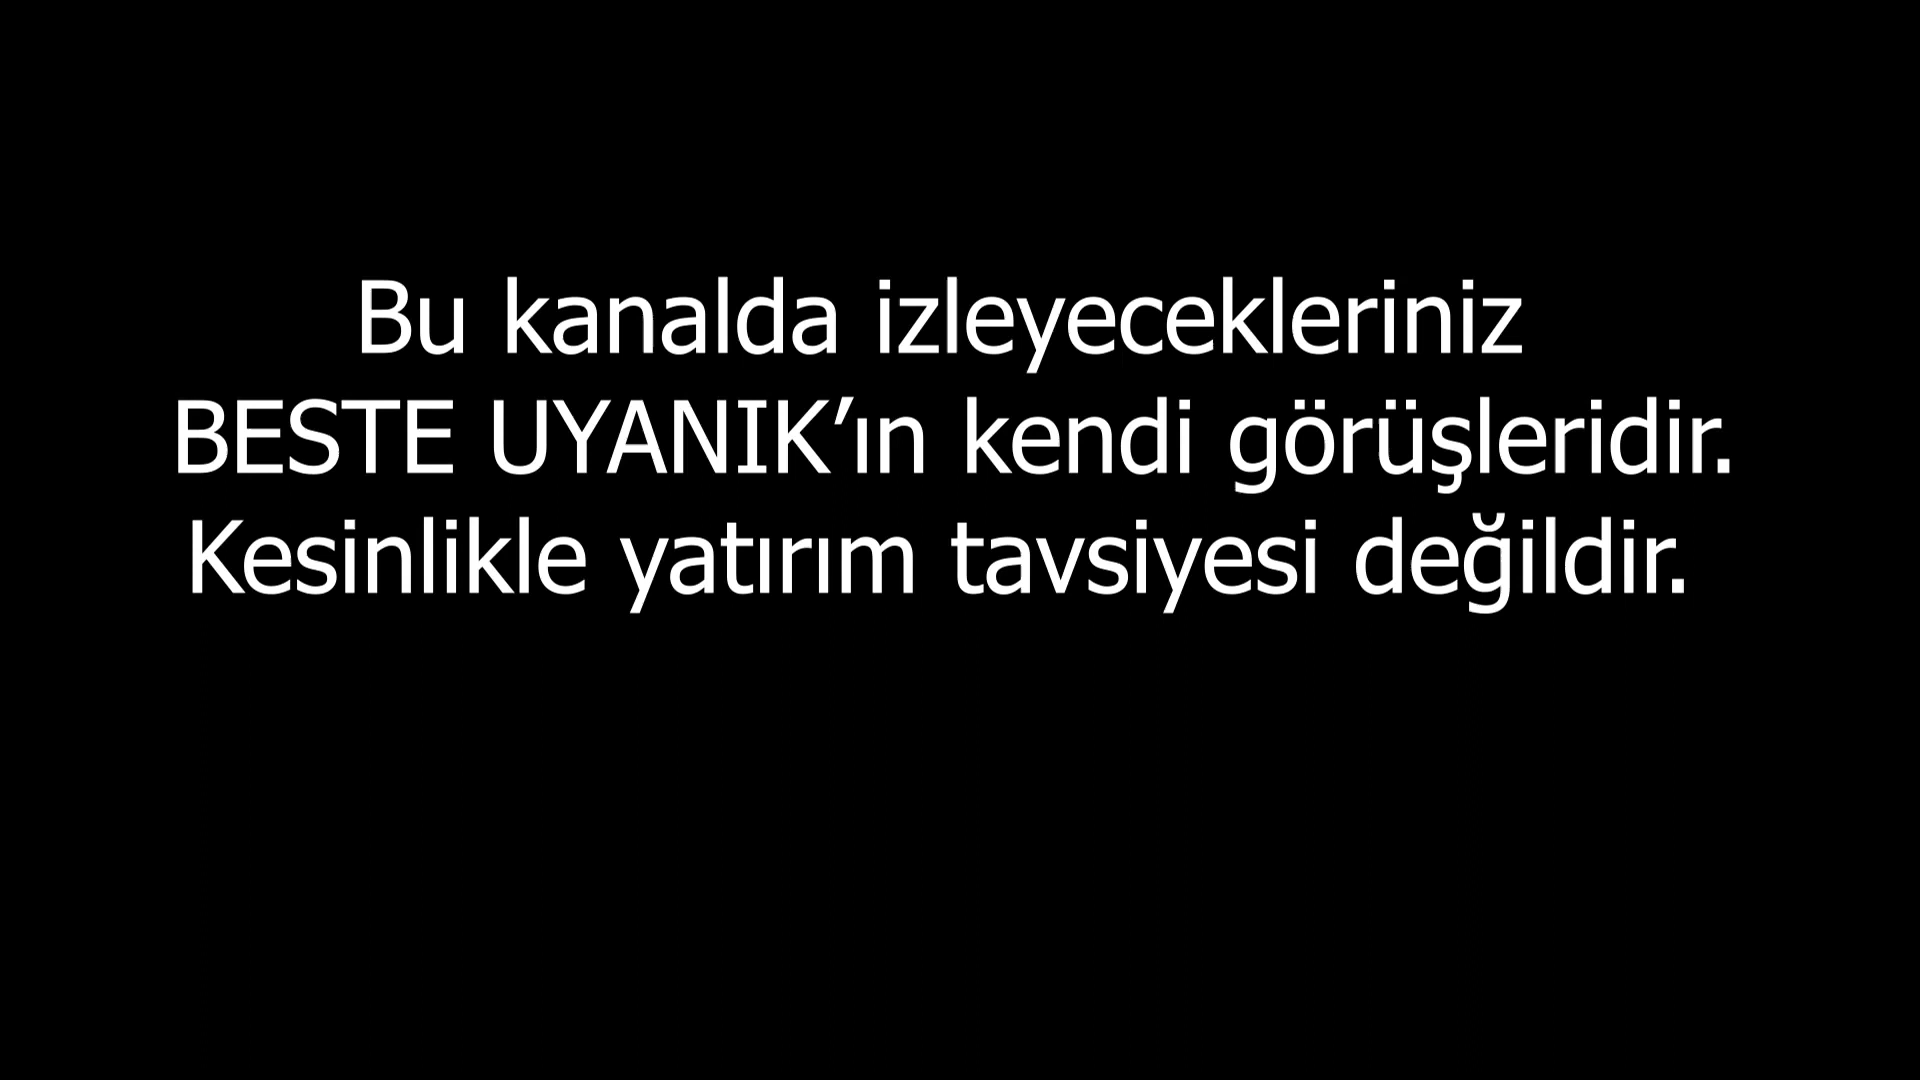 Bu kanalda izleyecekleriniz
BESTE UYANIK’ın kendi görüşleridir.
Kesinlikle yatırım tavsiyesi değildir.